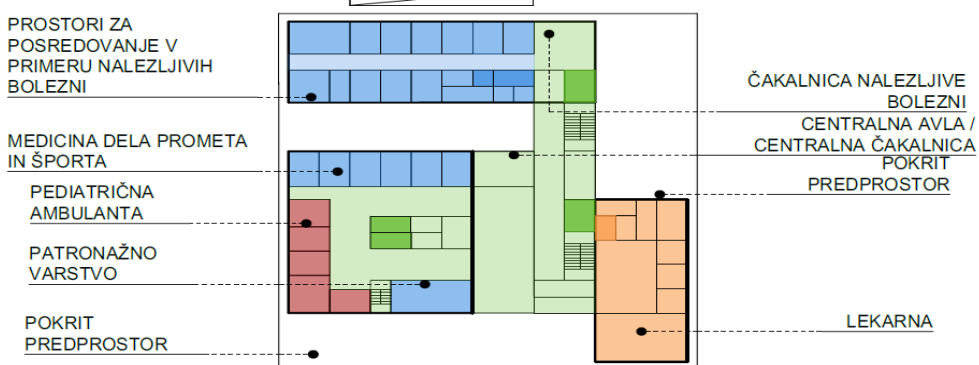 PROSTORI ZA
POSREDOVANJE V
PRIMERU NALEZLJIVIH
BOLEZNI
MEDICINA DELA PROMETA
IN ŠPORTA
PEDIATRIČNA
AMBULANTA
PATRONAŽNO
VARSTVO
POKRIT
PREDPROSTOR
ČAKALNICA NALEZLJIVE
BOLEZNI
CENTRALNA AVLA /
CENTRALNA ČAKALNICA
POKRIT
PREDPROSTOR
LEKARNA